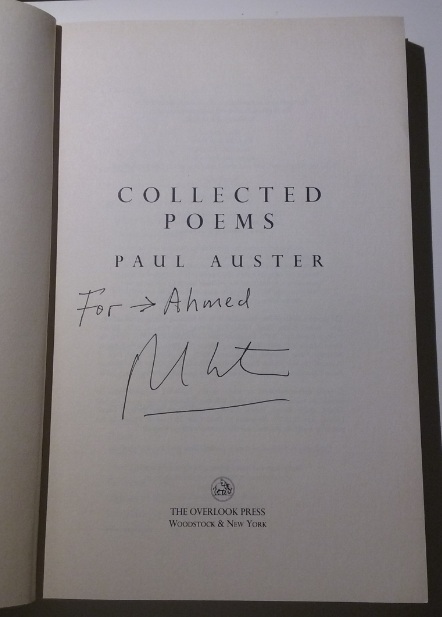 COLLECTED
POEMS
PAUL AUSTER
For → Ahmed
THE OVERLOOK PRESS
WOODSTOCK & NEW YORK